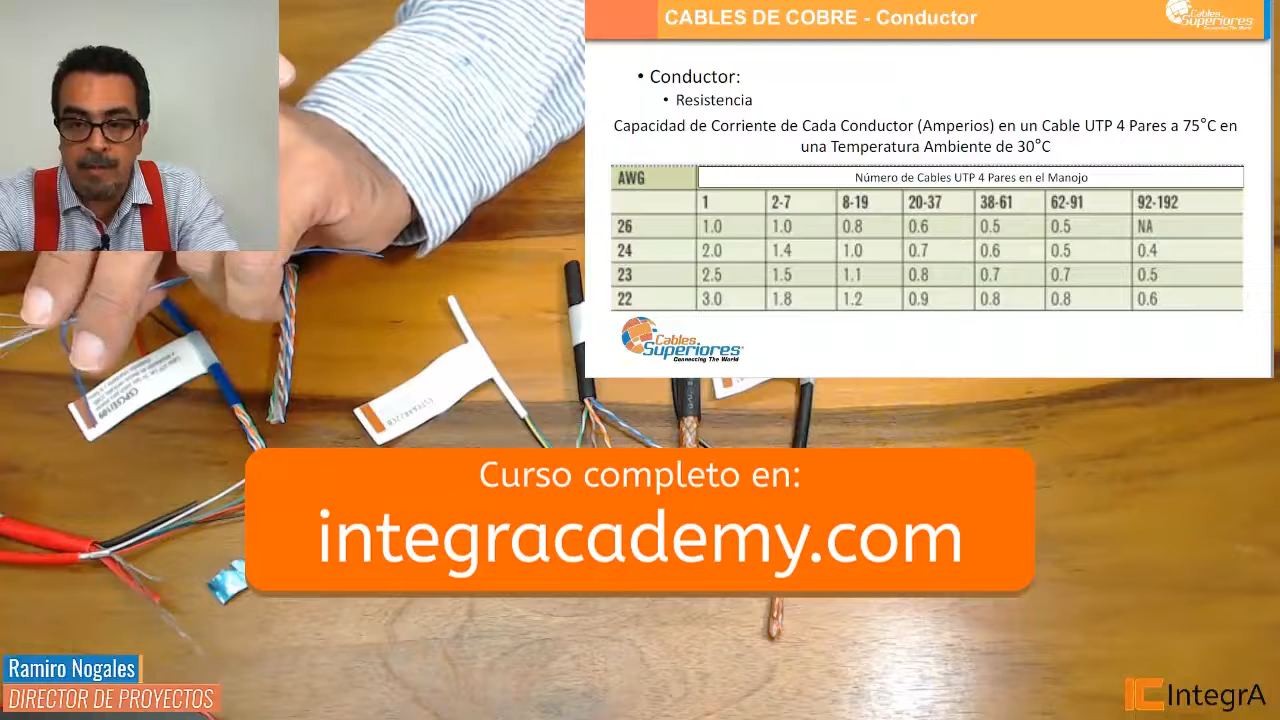 CABLES DE COBRE - Conductor
Cables
Superiores
Connecting The World
• Conductor:
• Resistencia
Capacidad de Corriente de Cada Conductor (Amperios) en un Cable UTP 4 Pares a 75°C en
una Temperatura Ambiente de 30°C
AWG Número de Cables UTP 4 Pares en el Manojo
1 2-7 8-19 20-37 38-61 62-91 92-192
26 1.0 1.0 0.8 0.6 0.5 0.5 NA
24 2.0 1.4 1.0 0.7 0.6 0.5 0.4
23 2.5 1.5 1.1 0.8 0.7 0.7 0.5
22 3.0 1.8 1.2 0.9 0.8 0.8 0.6
Cables
Superiores
Connecting The World
Curso completo en:
integracademy.com
Ramiro Nogales
DIRECTOR DE PROYECTOS
IC IntegrA